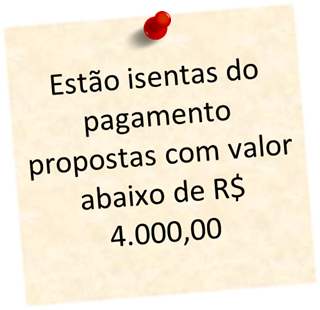 Estão isentas do
pagamento
propostas com valor
abaixo de R$
4.000,00